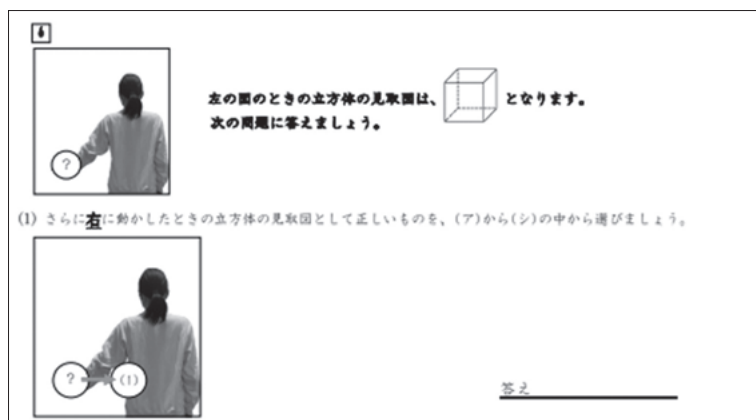 6
左の図のときの立方体の見取図は、となります。
次の問題に答えましょう。
?
(1) さらに右に動かしたときの立方体の見取図として正しいものを、(ア)から(シ)の中から選びましょう。
? (1)
答え